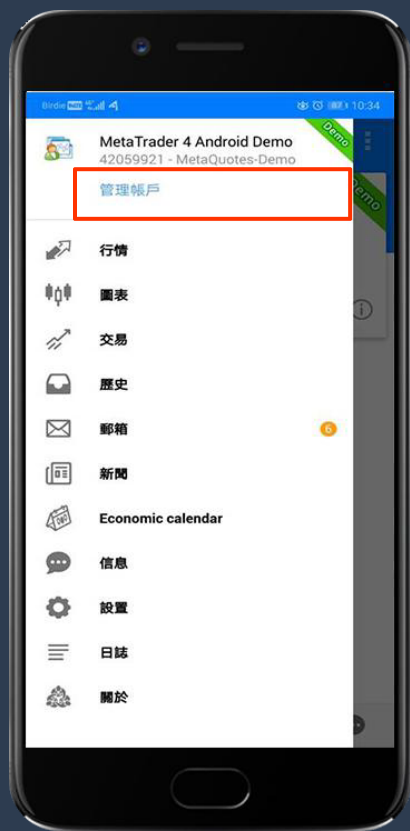 Birdie 10:34
MetaTrader 4 Android Demo
42059921 - MetaQuotes-Demo
Demo
Demo
管理帳戶
行情
圖表
交易
歷史
郵箱 6
新聞
Economic calendar
信息
設置
日誌
關於